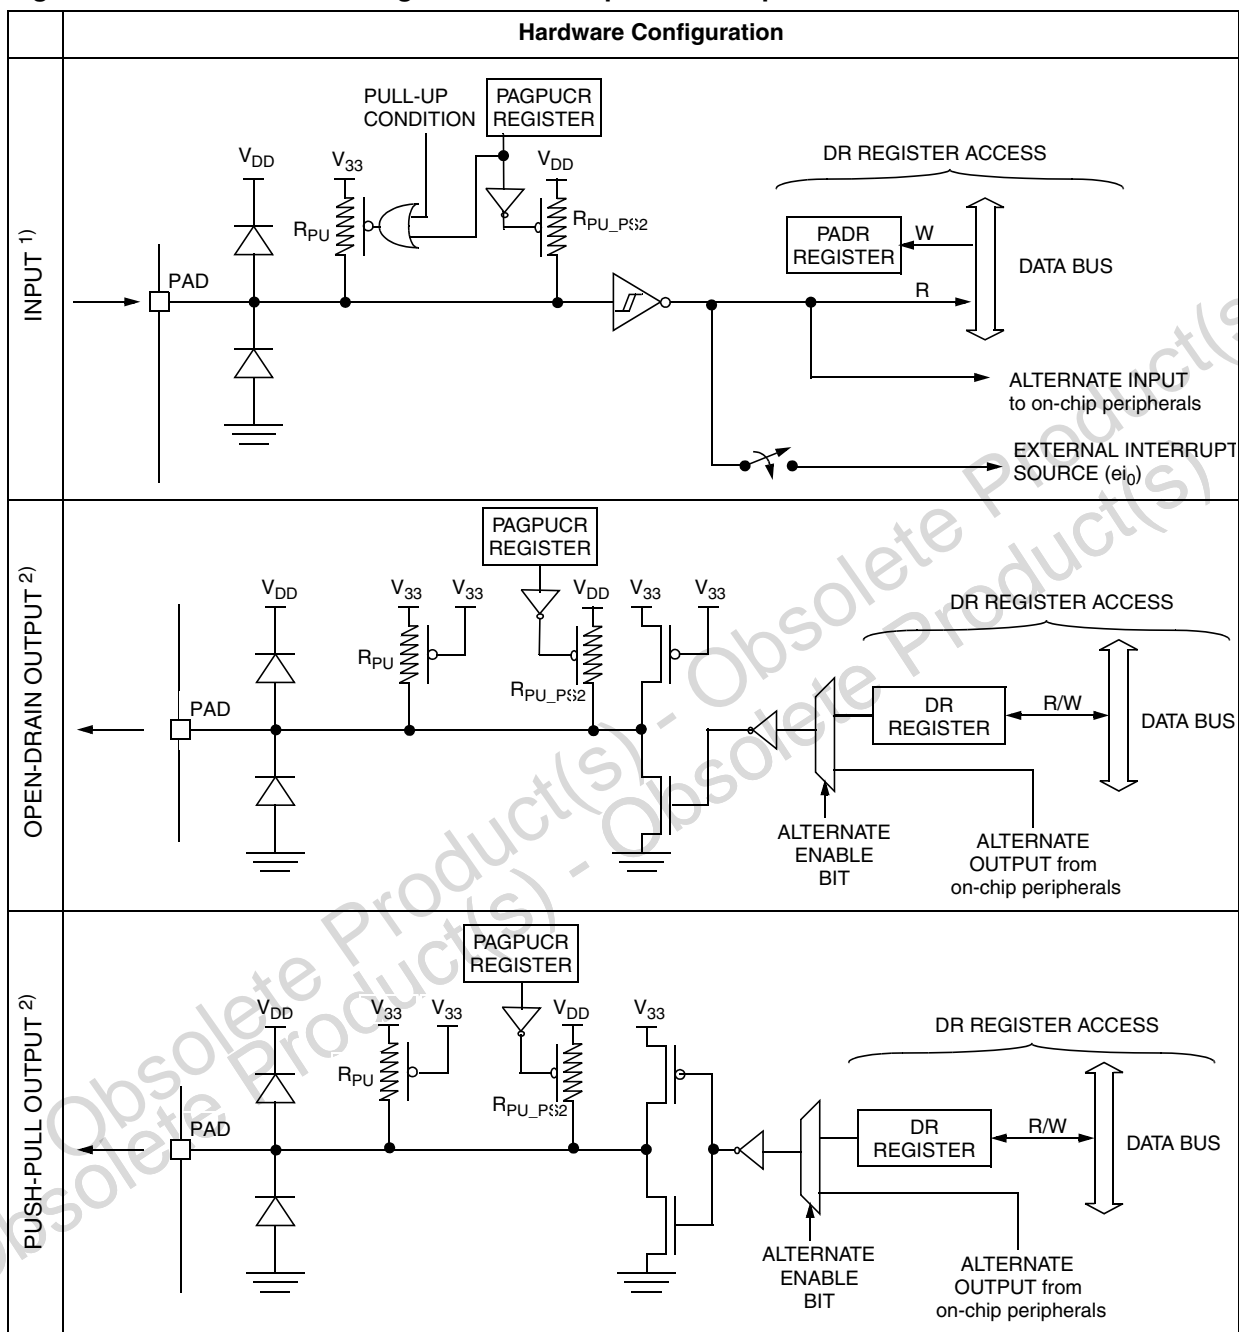 Hardware Configuration
INPUT 1)
PULL-UP
CONDITION
PAGPUCR
REGISTER
VDD
V33
VDD
RPU
RPU_PS2
DR REGISTER ACCESS
PADR
REGISTER
W
R
DATA BUS
PAD
ALTERNATE INPUT
to on-chip peripherals
EXTERNAL INTERRUPT
SOURCE (ei0)
OPEN-DRAIN OUTPUT 2)
PAGPUCR
REGISTER
VDD
V33
V33
VDD
V33
V33
RPU
RPU_PS2
DR REGISTER ACCESS
PAD
DR
REGISTER
R/W
DATA BUS
ALTERNATE
ENABLE
BIT
ALTERNATE
OUTPUT from
on-chip peripherals
PUSH-PULL OUTPUT 2)
PAGPUCR
REGISTER
VDD
V33
V33
VDD
V33
RPU
RPU_PS2
DR REGISTER ACCESS
PAD
DR
REGISTER
R/W
DATA BUS
ALTERNATE
ENABLE
BIT
ALTERNATE
OUTPUT from
on-chip peripherals
Obsolete Product(s) - Obsolete Product(s)
Obsolete Product(s) - Obsolete Product(s)